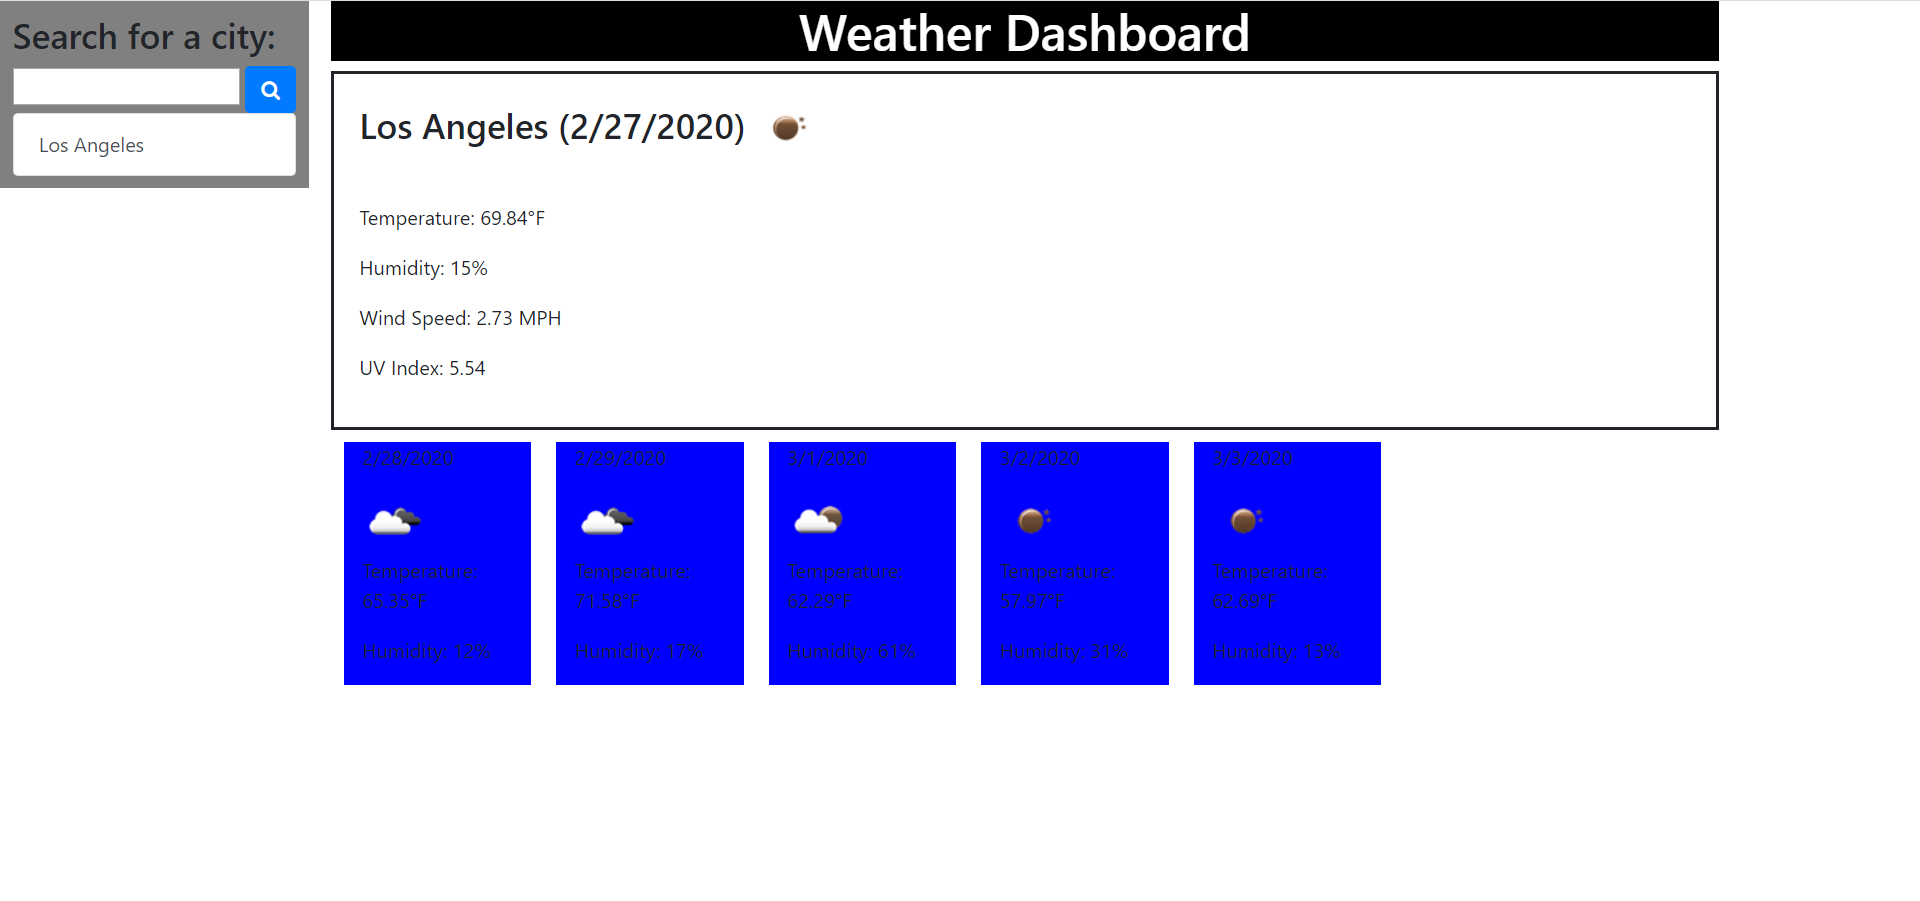 Search for a city:
Los Angeles
Weather Dashboard
Los Angeles (2/27/2020)
Temperature: 69.84°F
Humidity: 15%
Wind Speed: 2.73 MPH
UV Index: 5.54
2/28/2020
Temperature:
65.35°F
Humidity: 12%
2/29/2020
Temperature:
71.58°F
Humidity: 17%
3/1/2020
Temperature:
62.29°F
Humidity: 61%
3/2/2020
Temperature:
57.97°F
Humidity: 31%
3/3/2020
Temperature:
62.69°F
Humidity: 13%